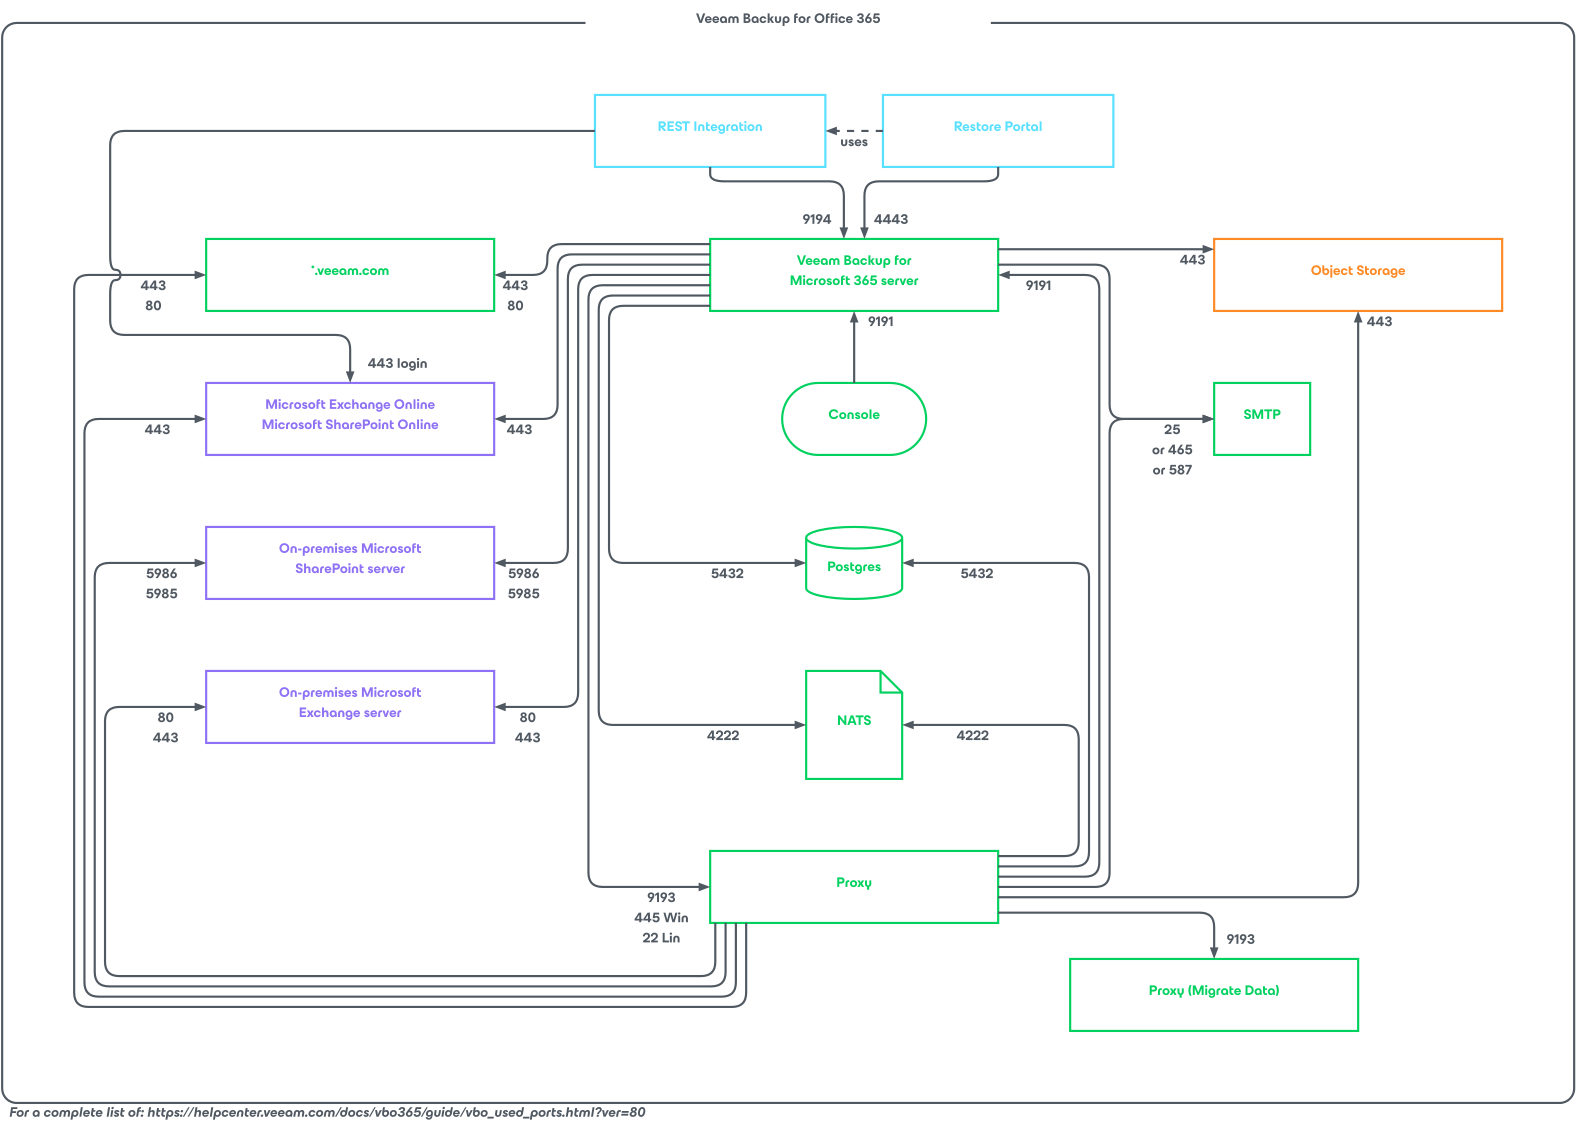 Veeam Backup for Office 365
REST Integration
Restore Portal
uses
9194
4443
*.veeam.com
443
80
443
80
Veeam Backup for
Microsoft 365 server
443
9191
Object Storage
9191
443
443 login
Microsoft Exchange Online
Microsoft SharePoint Online
443
443
Console
SMTP
25
or 465
or 587
On-premises Microsoft
SharePoint server
5986
5985
5986
5985
5432
Postgres
5432
On-premises Microsoft
Exchange server
80
443
80
443
4222
NATS
4222
Proxy
9193
445 Win
22 Lin
9193
Proxy (Migrate Data)
For a complete list of: https://helpcenter.veeam.com/docs/vbo365/guide/vbo_used_ports.html?ver=80